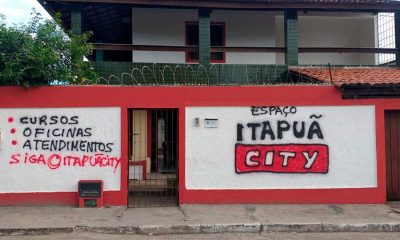 • CURSOS
• OFICINAS
• ATENDIMENTOS
SIGA@ITAPUÃCITY
ESPAÇO
ITAPUÃ
CITY